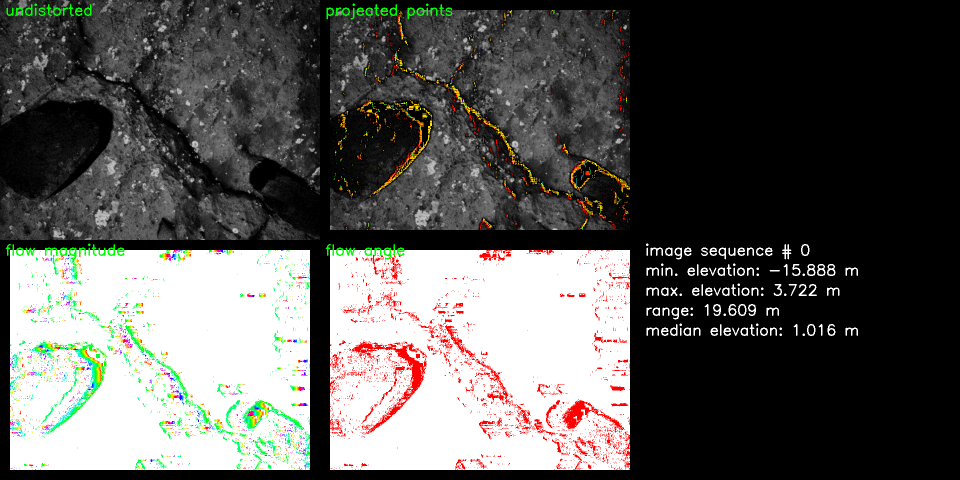 undistorted
projected points
flow magnitude
flow angle
image sequence # 0
min. elevation: −15.888 m
max. elevation: 3.722 m
range: 19.609 m
median elevation: 1.016 m